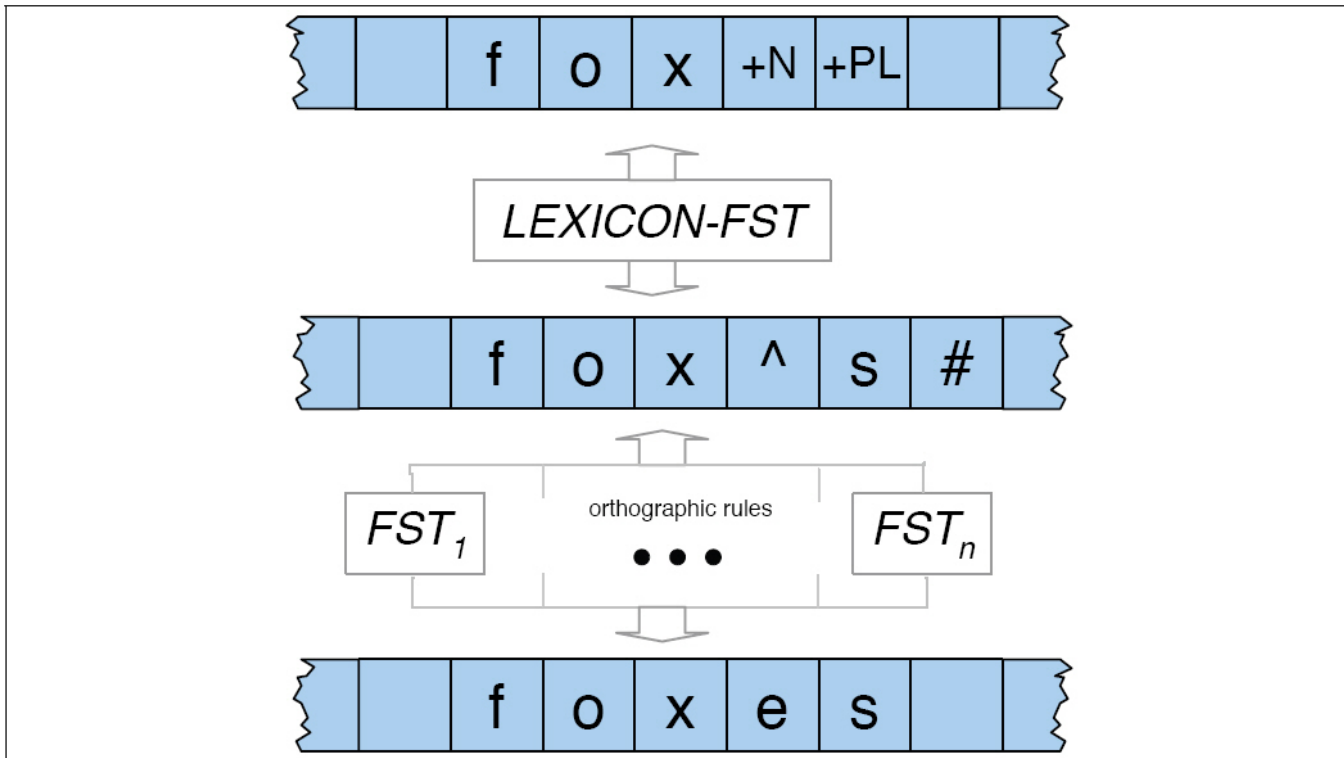 f o x +N +PL
LEXICON-FST
f o x ^ s #
orthographic rules
FST1 • • • FSTn
f o x e s